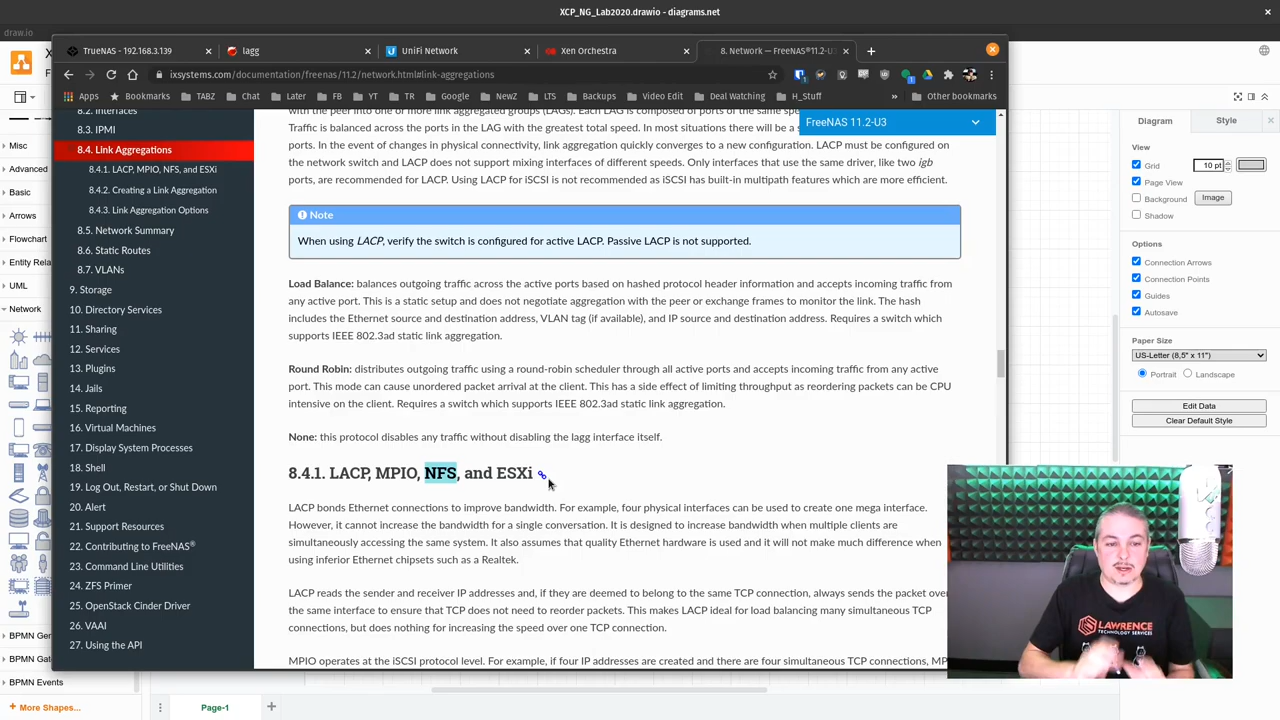 XCP_NG_Lab2020.drawio - diagrams.net
draw.io
TrueNAS - 192.168.3.139
lagg
UniFi Network
Xen Orchestra
8. Network — FreeNAS®11.2-U
ixsystems.com/documentation/freenas/11.2/network.html#link-aggregations
Apps
Bookmarks
TABZ
Chat
Later
FB
YT
TR
Google
NewZ
LTS
Backups
Video Edit
Deal Watching
H_Stuff
Other bookmarks
8.2. Interfaces
8.3. IPMI
8.4. Link Aggregations
8.4.1. LACP, MPIO, NFS, and ESXi
8.4.2. Creating a Link Aggregation
8.4.3. Link Aggregation Options
8.5. Network Summary
8.6. Static Routes
8.7. VLANs
9. Storage
10. Directory Services
11. Sharing
12. Services
13. Plugins
14. Jails
15. Reporting
16. Virtual Machines
17. Display System Processes
18. Shell
19. Log Out, Restart, or Shut Down
20. Alert
21. Support Resources
22. Contributing to FreeNAS®
23. Command Line Utilities
24. ZFS Primer
25. OpenStack Cinder Driver
26. VAAI
27. Using the API
FreeNAS 11.2-U3
with the peer into one or more link aggregated groups (LAGs). Each LAG is composed of ports of the same
Traffic is balanced across the ports in the LAG with the greatest total speed. In most situations there will be a
ports. In the event of changes in physical connectivity, link aggregation quickly converges to a new configuration. LACP must be configured on
the network switch and LACP does not support mixing interfaces of different speeds. Only interfaces that use the same driver, like two igb
ports, are recommended for LACP. Using LACP for iSCSI is not recommended as iSCSI has built-in multipath features which are more efficient.
Note
When using LACP, verify the switch is configured for active LACP. Passive LACP is not supported.
Load Balance: balances outgoing traffic across the active ports based on hashed protocol header information and accepts incoming traffic from
any active port. This is a static setup and does not negotiate aggregation with the peer or exchange frames to monitor the link. The hash
includes the Ethernet source and destination address, VLAN tag (if available), and IP source and destination address. Requires a switch which
supports IEEE 802.3ad static link aggregation.
Round Robin: distributes outgoing traffic using a round-robin scheduler through all active ports and accepts incoming traffic from any active
port. This mode can cause unordered packet arrival at the client. This has a side effect of limiting throughput as reordering packets can be CPU
intensive on the client. Requires a switch which supports IEEE 802.3ad static link aggregation.
None: this protocol disables any traffic without disabling the lagg interface itself.
8.4.1. LACP, MPIO, NFS, and ESXi
LACP bonds Ethernet connections to improve bandwidth. For example, four physical interfaces can be used to create one mega interface.
However, it cannot increase the bandwidth for a single conversation. It is designed to increase bandwidth when multiple clients are
simultaneously accessing the same system. It also assumes that quality Ethernet hardware is used and it will not make much difference when
using inferior Ethernet chipsets such as a Realtek.
LACP reads the sender and receiver IP addresses and, if they are deemed to belong to the same TCP connection, always sends the packet over
the same interface to ensure that TCP does not need to reorder packets. This makes LACP ideal for load balancing many simultaneous TCP
connections, but does nothing for increasing the speed over one TCP connection.
MPIO operates at the iSCSI protocol level. For example, if four IP addresses are created and there are four simultaneous TCP connections,
Misc
Advanced
Basic
Arrows
Flowchart
Entity Rela
UML
Network
BPMN Gen
BPMN Gat
BPMN Events
+ More Shapes...
Page-1
Diagram
Style
View
Grid
10 pt
Page View
Background
Image
Shadow
Options
Connection Arrows
Connection Points
Guides
Autosave
Paper Size
US-Letter (8,5" x 11")
Portrait
Landscape
Edit Data
Clear Default Style
LAWRENCE
TECHNOLOGY SERVICES